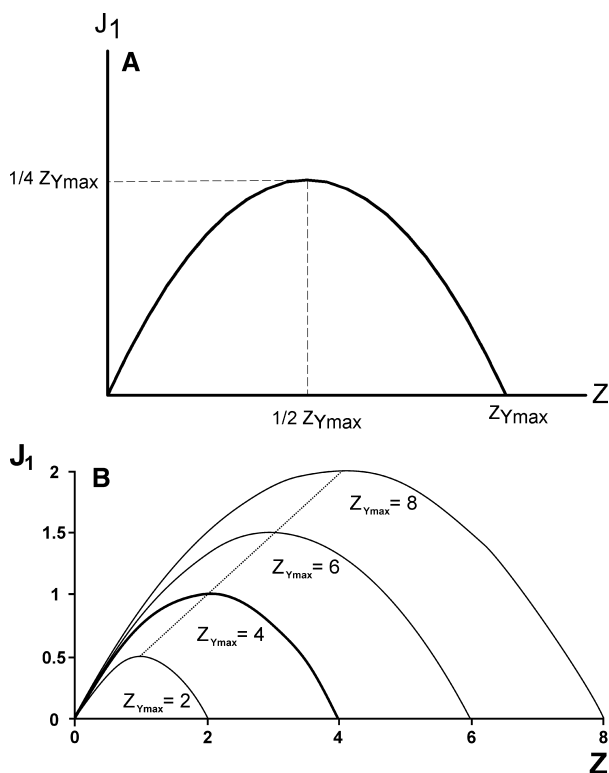 J1
A
1/4 ZYmax
Z
1/2 ZYmax
ZYmax
J1
B
2
1.5
1
0.5
0
ZYmax= 8
ZYmax= 6
ZYmax= 4
ZYmax= 2
0
2
4
6
8
Z